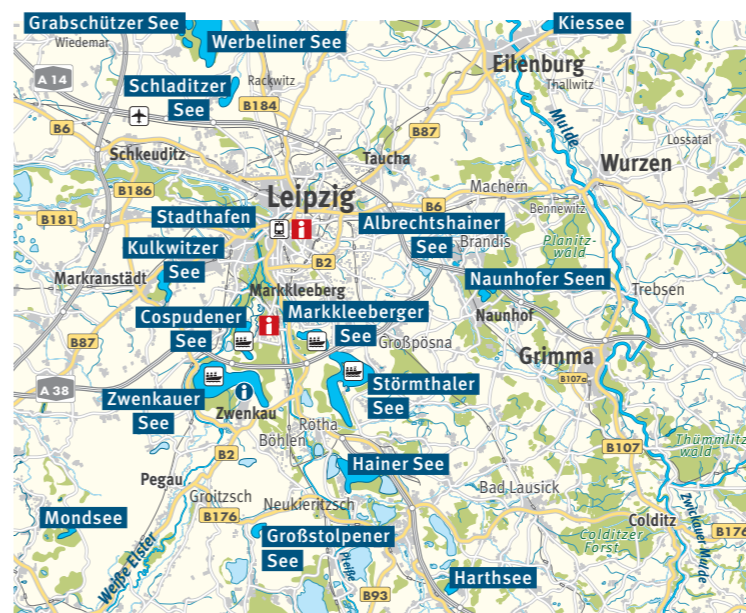 Grabschützer See
Kiessee
Wiedemar
Werbeliner See
Eilenburg
A 14
Schladitzer
See
Rackwitz
Thallwitz
B184
B87
Mulde
B6
Lossatal
Schkeuditz
Taucha
Wurzen
B186
Leipzig
Machern
B181
Stadthafen
B6
Bennewitz
Albrechtshainer
See
Brandis
Planitz-
wald
Kulkwitzer
See
i
B2
Markranstädt
Naunhofer Seen
Trebsen
Markkleeberg
Cospudener
See
i
Markkleeberger
See
Naunhof
B87
Großpösna
Grimma
A 38
B107a
Störmthaler
See
Zwenkauer
See
i
Zwenkau
Rötha
Böhlen
B107
Thümmlitz
wald
B2
Hainer See
Pegau
Groitzsch
Bad Lausick
Neukieritzsch
Mondsee
B176
Colditz
Zwickauer Mulde
B176
Großstolpener
See
Colditzer
Forst
Weiße Elster
Pleiße
Harthsee
B93